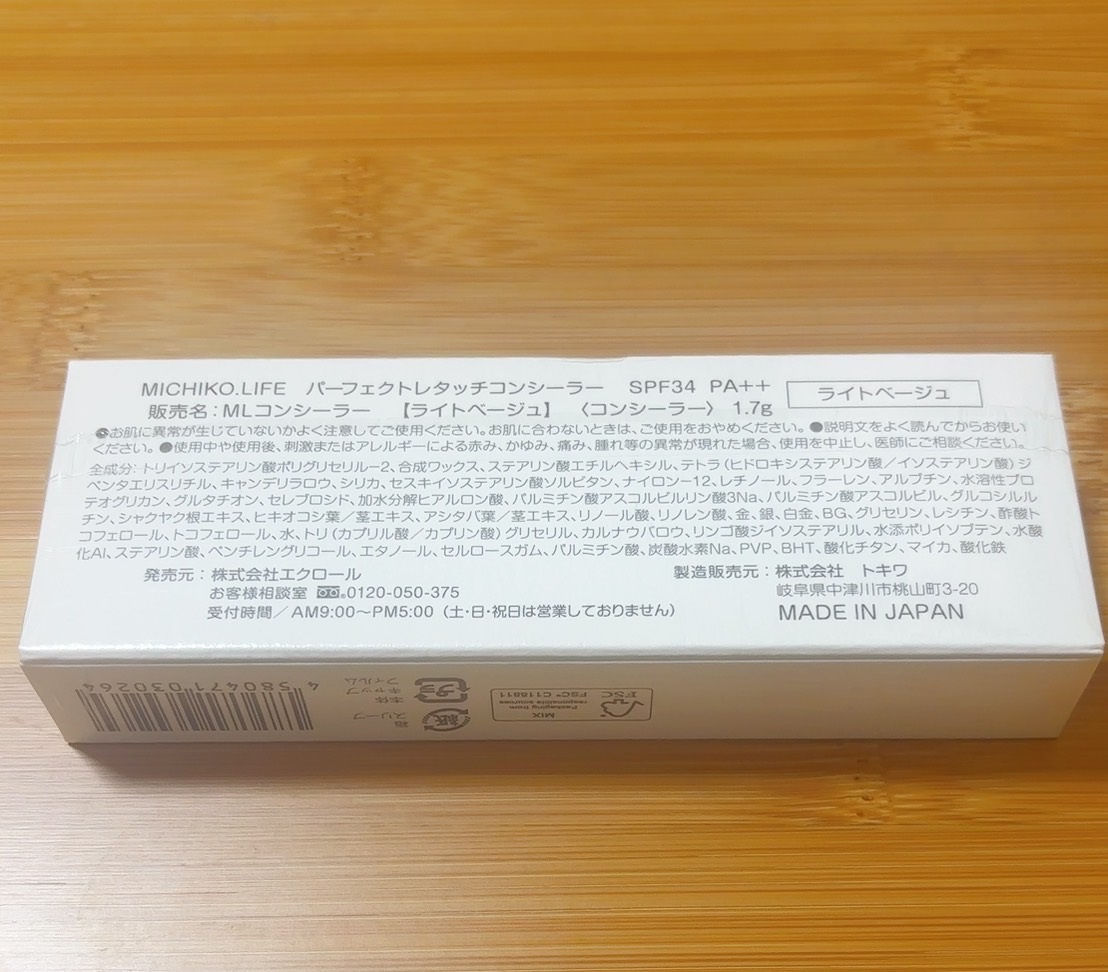 MICHIKO.LIFE パーフェクトレタッチコンシーラー SPF34 PA++ ライトベージュ
販売名:MLコンシーラー 【ライトベージュ】 〈コンシーラー〉 1.7g
●お肌に異常が生じていないかよく注意してご使用ください。お肌に合わないときは、ご使用をおやめください。●説明文をよく読んでからお使い
ください。●使用中や使用後、刺激またはアレルギーによる赤み、かゆみ、痛み、腫れ等の異常が現れた場合、使用を中止し、医師にご相談ください。
全成分:トリイソステアリン酸ポリグリセリル-2、合成ワックス、ステアリン酸エチルヘキシル、テトラ(ヒドロキシステアリン酸/イソステアリン酸)ジ
ペンタエリスリチル、キャンデリラロウ、シリカ、セスキイソステアリン酸ソルビタン、ナイロン-12、レチノール、フラーレン、アルブチン、水溶性プロ
テオグリカン、グルタチオン、セレブロシド、加水分解ヒアルロン酸、パルミチン酸アスコルビルリン酸3Na、パルミチン酸アスコルビル、グルコシルル
チン、シャクヤク根エキス、ヒキオコシ葉/茎エキス、アシタバ葉/茎エキス、リノール酸、リノレン酸、金、銀、白金、BG、グリセリン、レシチン、酢酸ト
コフェロール、トコフェロール、水、トリ(カプリル酸/カプリン酸)グリセリル、カルナウバロウ、リンゴ酸ジイソステアリル、水添ポリイソブテン、水酸
化Al、ステアリン酸、ペンチレングリコール、エタノール、セルロースガム、パルミチン酸、炭酸水素Na、PVP、BHT、酸化チタン、マイカ、酸化鉄
発売元:株式会社エクロール 製造販売元:株式会社 トキワ
お客様相談室 0120-050-375 岐阜県中津川市桃山町3-20
受付時間/AM9:00~PM5:00(土・日・祝日は営業しておりません) MADE IN JAPAN
FSC
MIX
Packaging from
responsible sources
FSC® C118811
紙
箱
スリーブ
プラ
本体
キャップ
フィルム
4 580471 030264